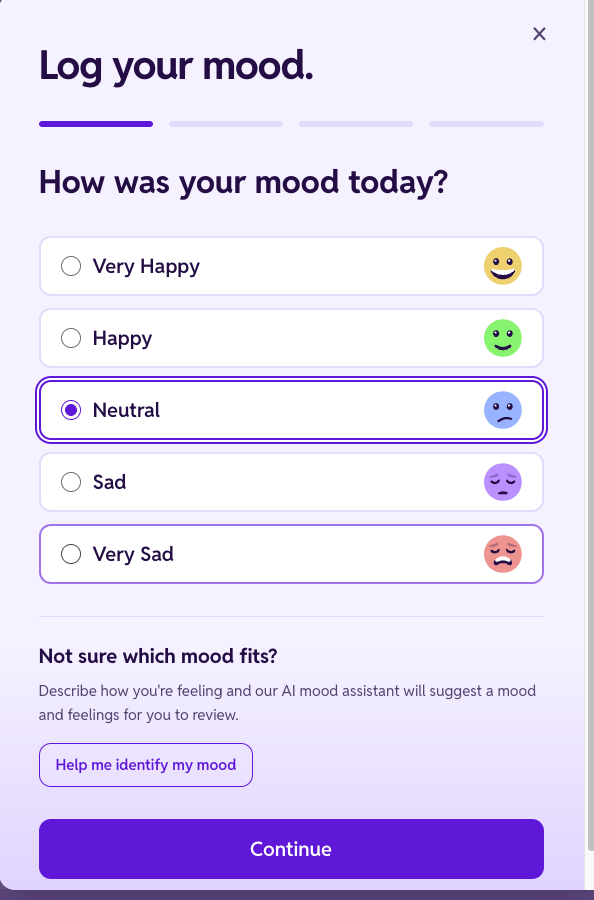 Log your mood.
How was your mood today?
Very Happy
Happy
Neutral
Sad
Very Sad
Not sure which mood fits?
Describe how you're feeling and our AI mood assistant will suggest a mood
and feelings for you to review.
Help me identify my mood
Continue